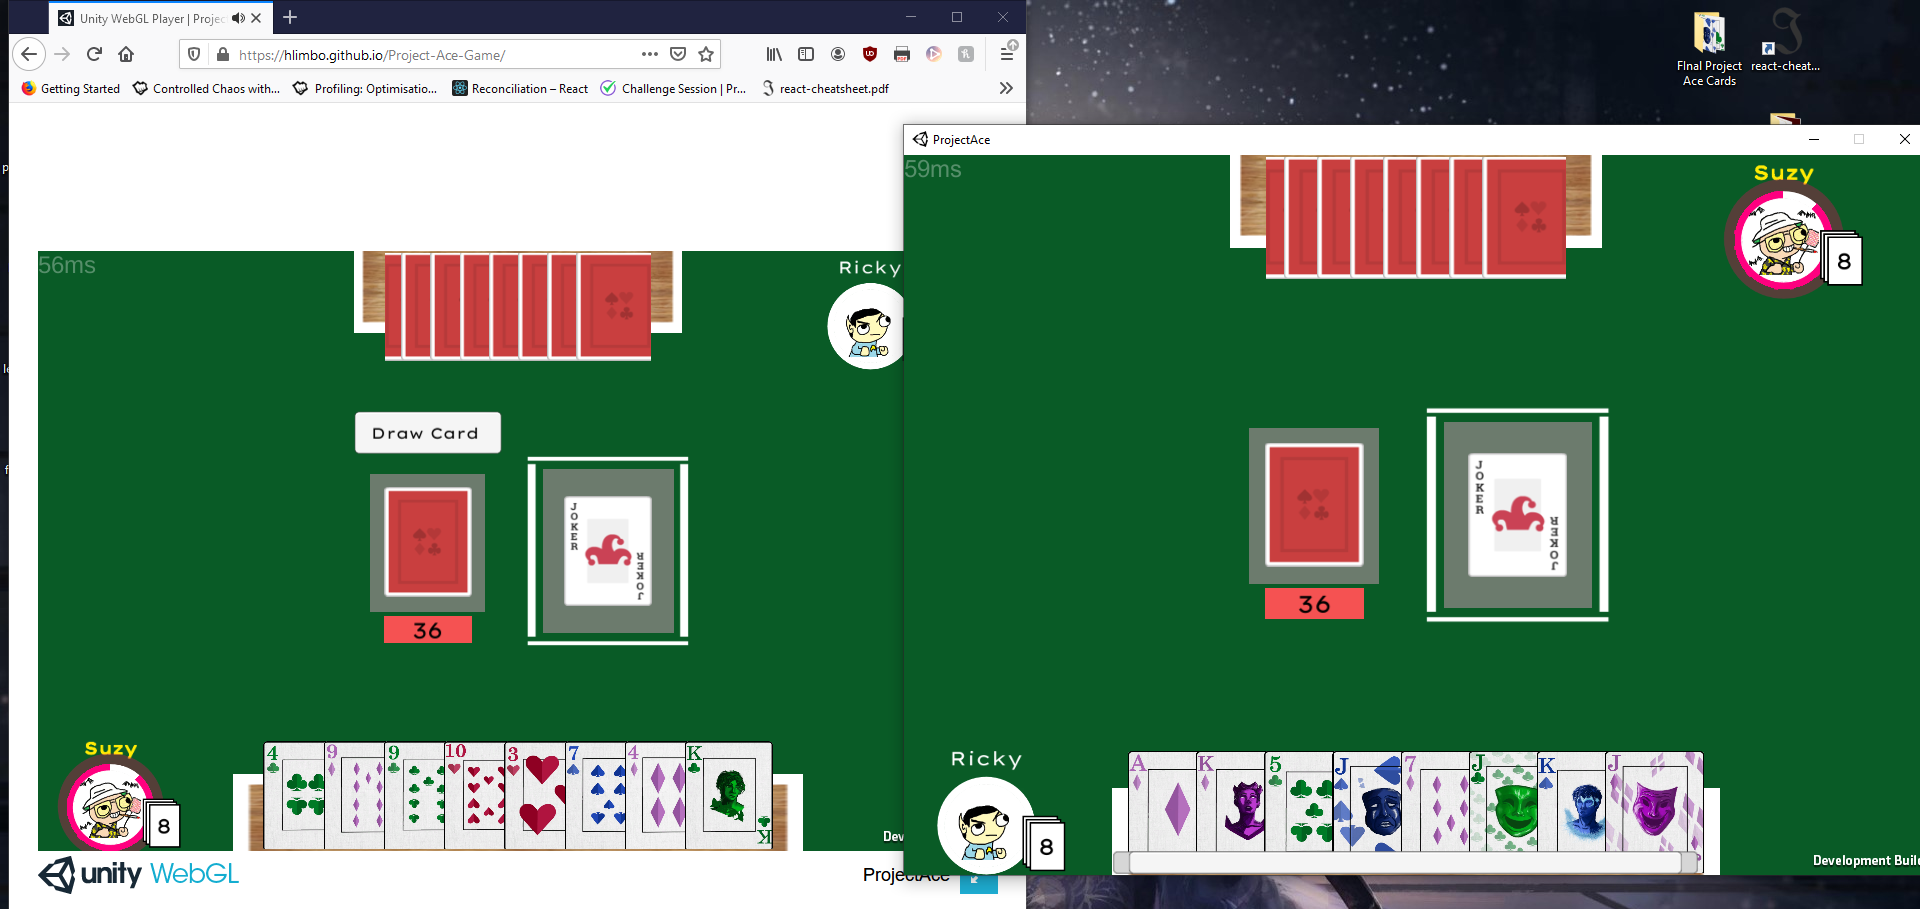 Unity WebGL Player | Projec
https://hlimbo.github.io/Project-Ace-Game/
Getting Started
Controlled Chaos with...
Profiling: Optimisatio...
Reconciliation – React
Challenge Session | Pr...
react-cheatsheet.pdf
FInal Project
Ace Cards
react-cheat...
ProjectAce
56ms
Ricky
Draw Card
JOKER
JOKER
36
Suzy
8
4
9
9
10
3
7
4
K
K
Dev
unity WebGL
ProjectAce
59ms
Suzy
8
JOKER
JOKER
36
Ricky
8
A
K
5
J
7
J
K
J
Development Buil